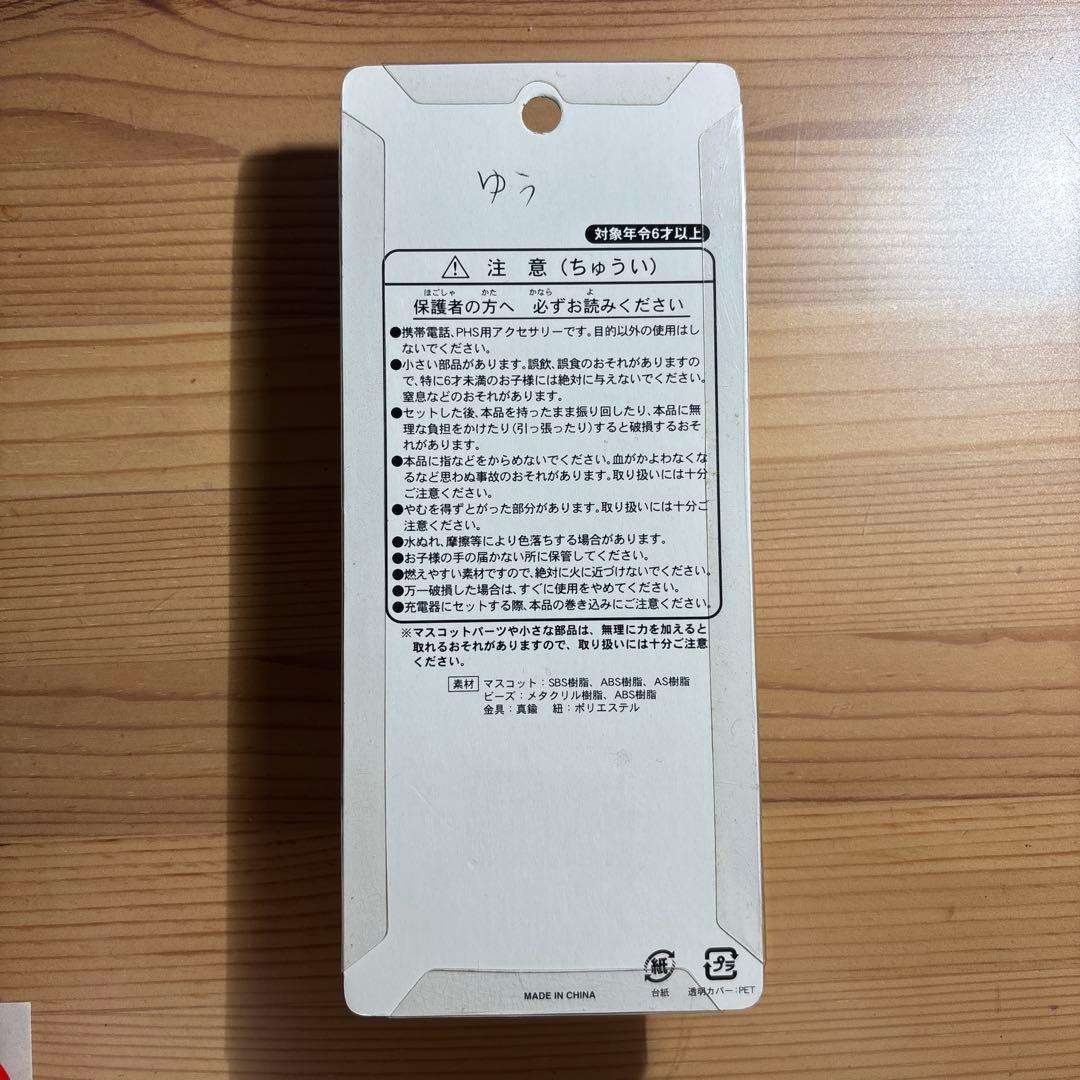 ゆう
対象年令6才以上
注　意（ちゅうい）
ほごしゃ　かた　かなら　よ
保護者の方へ　必ずお読みください
●携帯電話、PHS用アクセサリーです。目的以外の使用はし
ないでください。
●小さい部品があります。誤飲、誤食のおそれがありますの
で、特に6才未満のお子様には絶対に与えないでください。
窒息などのおそれがあります。
●セットした後、本品を持ったまま振り回したり、本品に無
理な負担をかけたり（引っ張ったり）すると破損するおそ
れがあります。
●本品に指などをからめないでください。血がかよわなくな
るなど思わぬ事故のおそれがあります。取り扱いには十分
ご注意ください。
●やむを得ずとがった部分があります。取り扱いには十分ご
注意ください。
●水ぬれ、摩擦等により色落ちする場合があります。
●お子様の手の届かない所に保管してください。
●燃えやすい素材ですので、絶対に火に近づけないでください。
●万一破損した場合は、すぐに使用をやめてください。
●充電器にセットする際、本品の巻き込みにご注意ください。
※マスコットパーツや小さな部品は、無理に力を加えると
取れるおそれがありますので、取り扱いには十分ご注意
ください。
素材 マスコット：SBS樹脂、ABS樹脂、AS樹脂
ビーズ：メタクリル樹脂、ABS樹脂
金具：真鍮　紐：ポリエステル
紙 プラ
台紙 透明カバー：PET
MADE IN CHINA